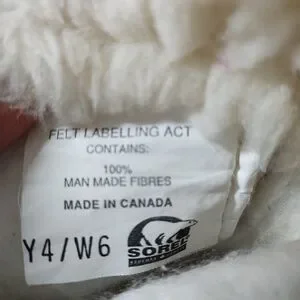 FELT LABELLING ACT
CONTAINS:
100%
MAN MADE FIBRES
MADE IN CANADA
Y4/W6
SOREL